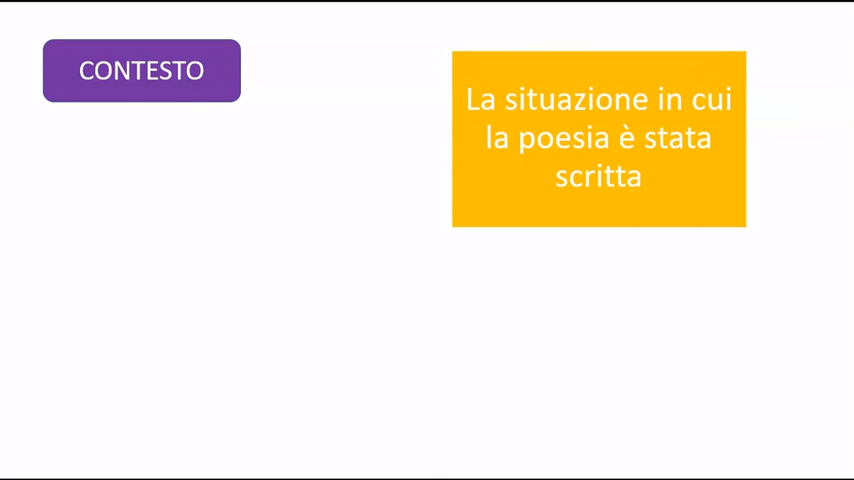 CONTESTO
La situazione in cui
la poesia è stata
scritta